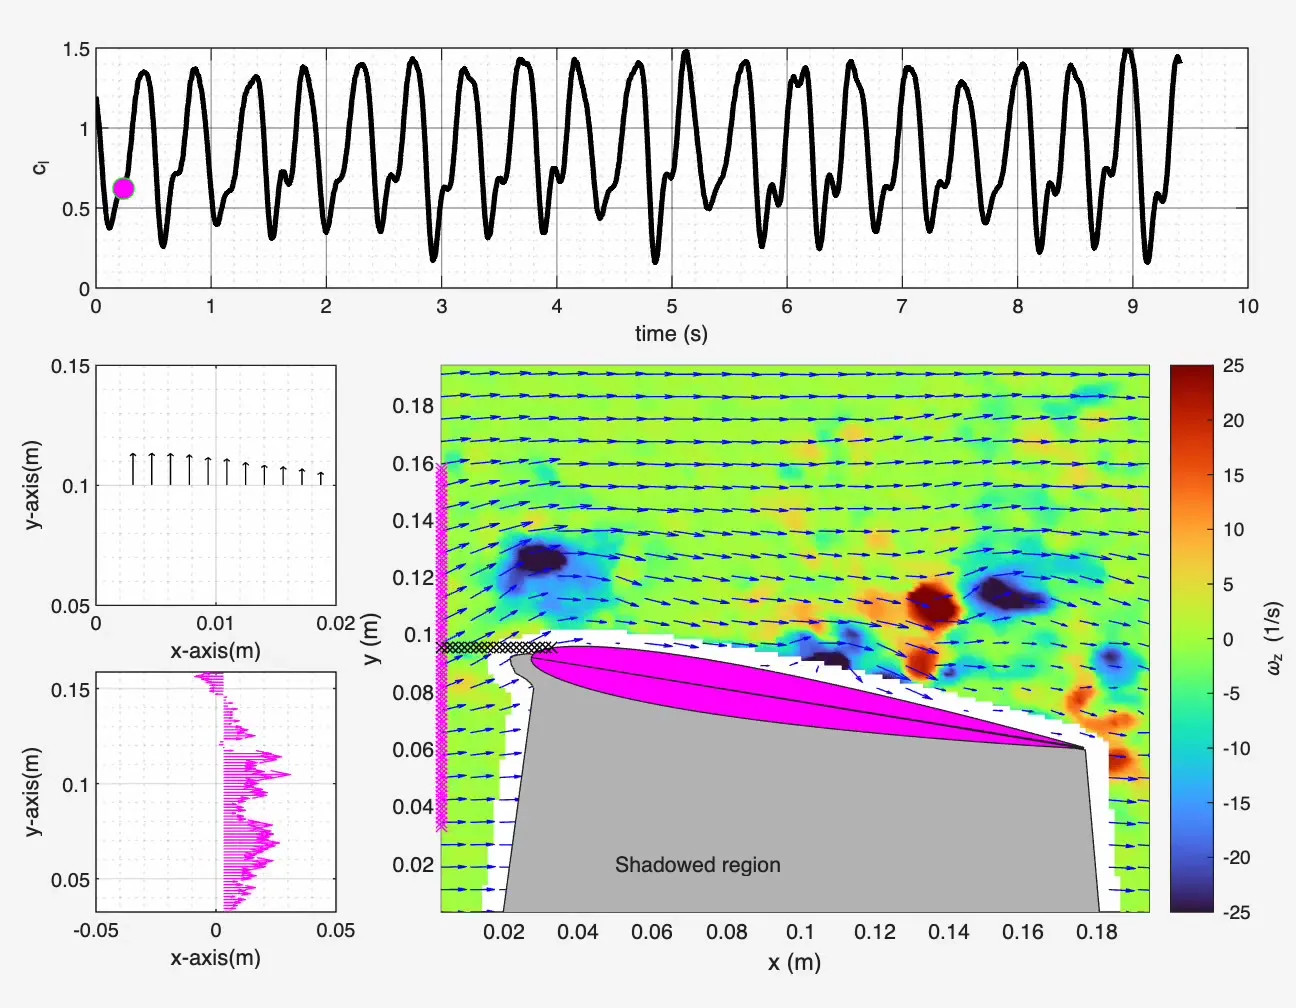 1.5
1
0.5
0
cl
0 1 2 3 4 5 6 7 8 9 10
time (s)
0.15
0.1
0.05
y-axis(m)
0 0.01 0.02
x-axis(m)
0.15
0.1
0.05
y-axis(m)
-0.05 0 0.05
x-axis(m)
0.18
0.16
0.14
0.12
0.1
0.08
0.06
0.04
0.02
y (m)
Shadowed region
0.02 0.04 0.06 0.08 0.1 0.12 0.14 0.16 0.18
x (m)
25
20
15
10
5
0
-5
-10
-15
-20
-25
ωz (1/s)